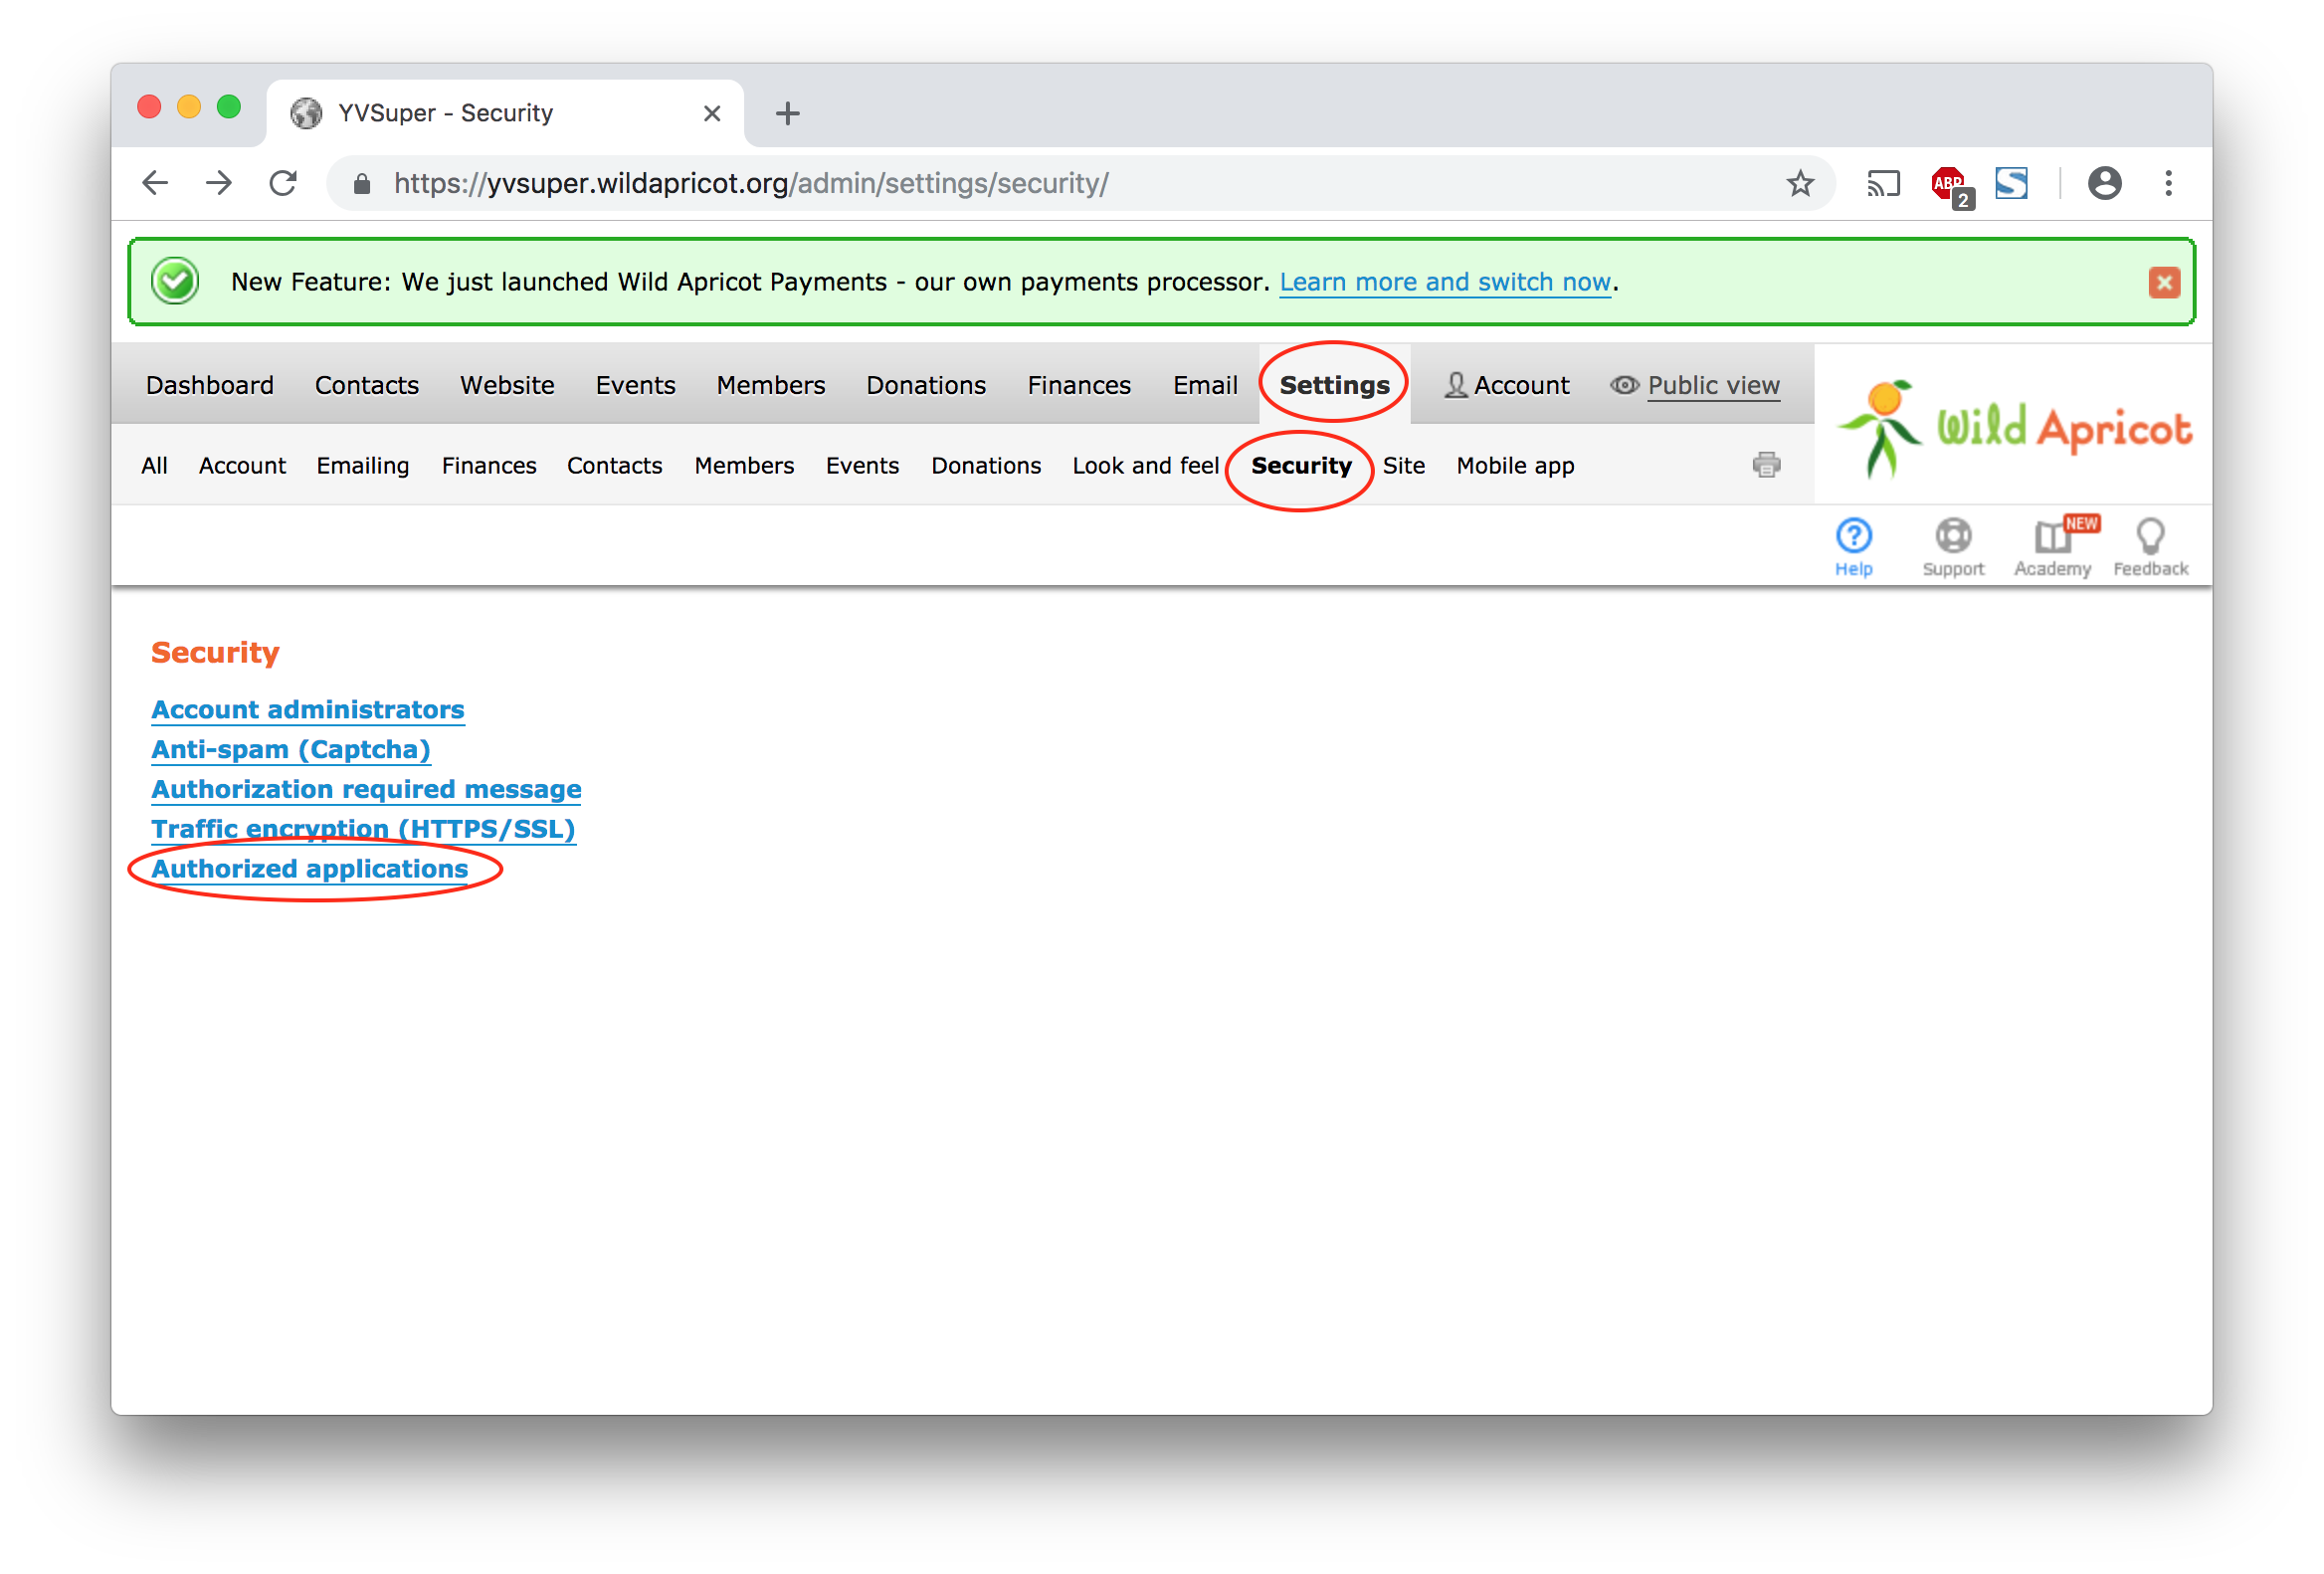 YVSuper - Security
https://yvsuper.wildapricot.org/admin/settings/security/
ABP
2
New Feature: We just launched Wild Apricot Payments - our own payments processor. Learn more and switch now.
Dashboard Contacts Website Events Members Donations Finances Email Settings Account Public view
Wild Apricot
All Account Emailing Finances Contacts Members Events Donations Look and feel Security Site Mobile app
NEW
Help Support Academy Feedback
Security
Account administrators
Anti-spam (Captcha)
Authorization required message
Traffic encryption (HTTPS/SSL)
Authorized applications